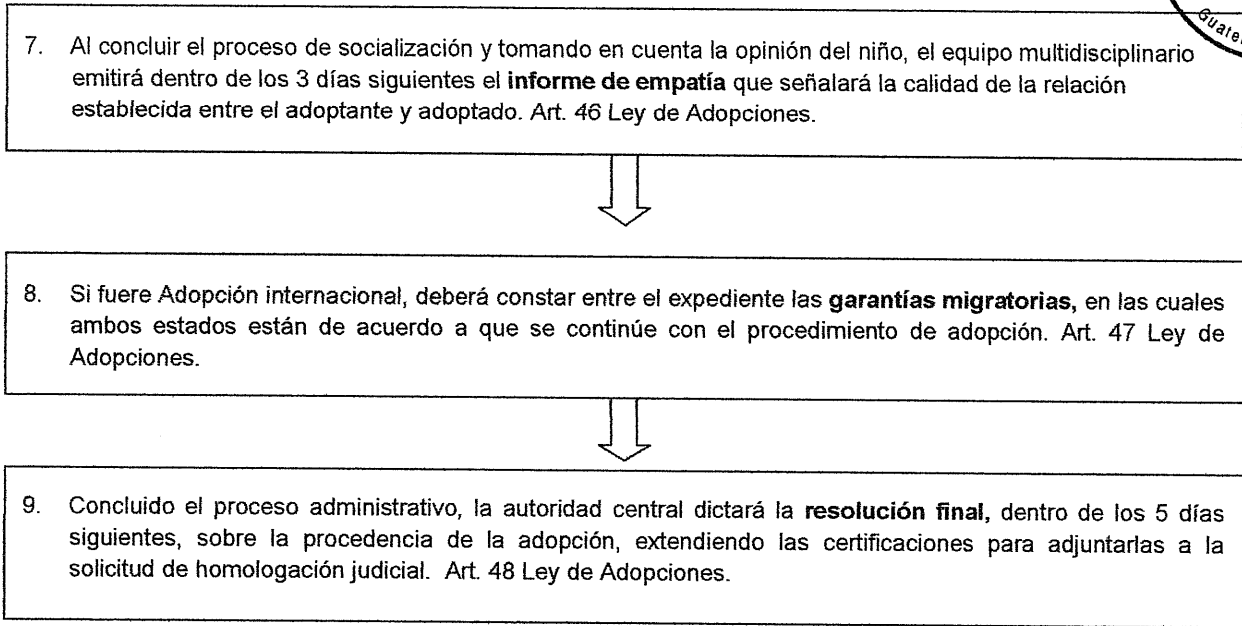 7. Al concluir el proceso de socialización y tomando en cuenta la opinión del niño, el equipo multidisciplinario
emitirá dentro de los 3 días siguientes el informe de empatía que señalará la calidad de la relación
establecida entre el adoptante y adoptado. Art. 46 Ley de Adopciones.
8. Si fuere Adopción internacional, deberá constar entre el expediente las garantías migratorias, en las cuales
ambos estados están de acuerdo a que se continúe con el procedimiento de adopción. Art. 47 Ley de
Adopciones.
9. Concluido el proceso administrativo, la autoridad central dictará la resolución final, dentro de los 5 días
siguientes, sobre la procedencia de la adopción, extendiendo las certificaciones para adjuntarlas a la
solicitud de homologación judicial. Art. 48 Ley de Adopciones.